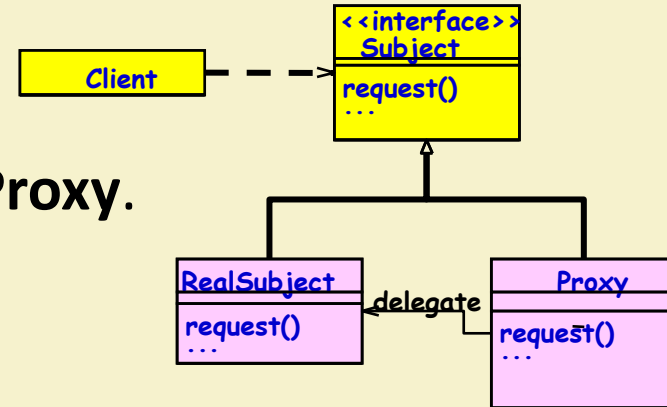 <<interface>>
Subject
request()
...
Client
Proxy.
RealSubject
request()
...
delegate
Proxy
request()
...